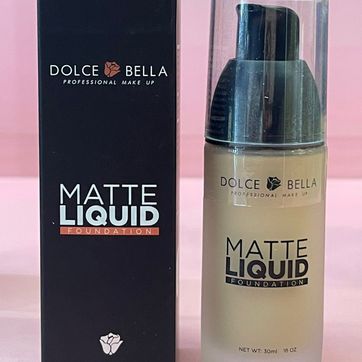 DOLCE BELLA
PROFESSIONAL MAKE UP
MATTE
LIQUID
FOUNDATION
DOLCE BELLA
PROFESSIONAL MAKE UP
MATTE
LIQUID
FOUNDATION
NET WT: 30ml